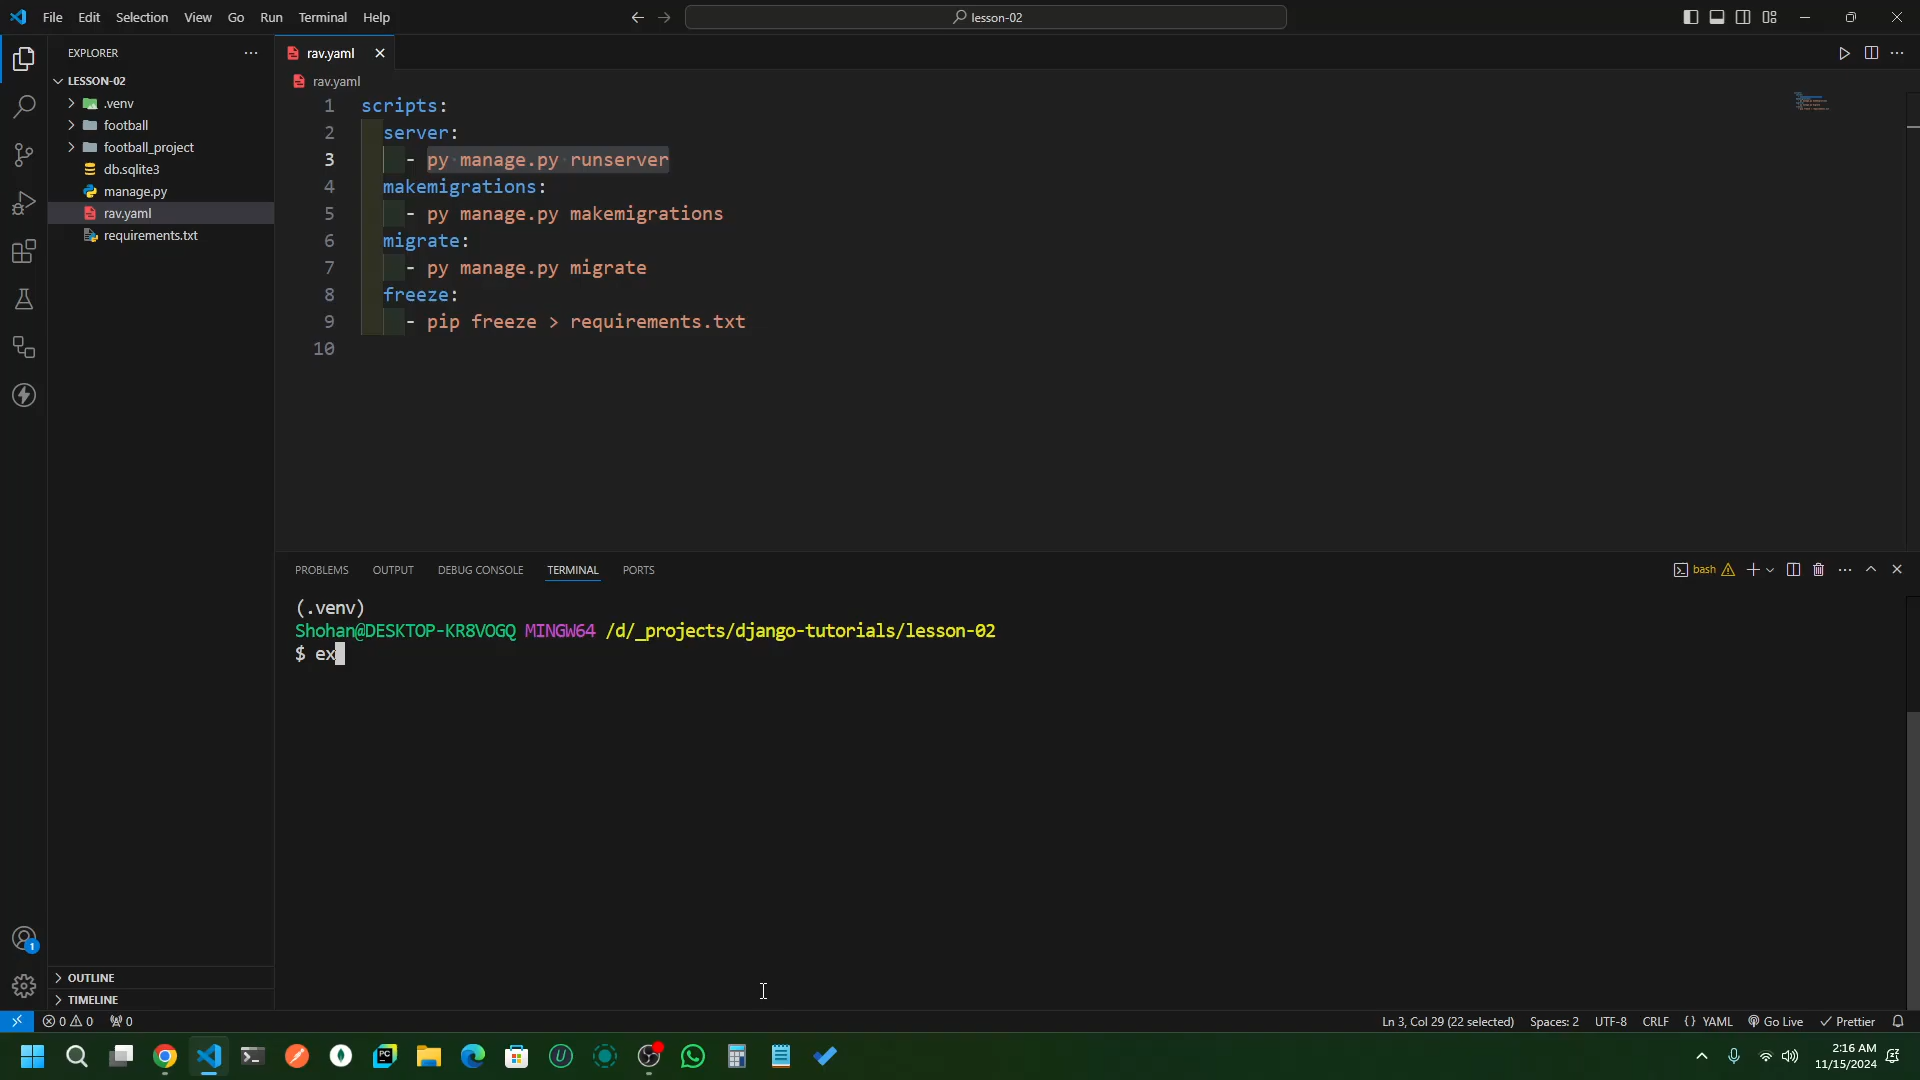 File Edit Selection View Go Run Terminal Help
lesson-02
EXPLORER
LESSON-02
.venv
football
football_project
db.sqlite3
manage.py
rav.yaml
requirements.txt
OUTLINE
TIMELINE
rav.yaml
rav.yaml
1 scripts:
2 server:
3 - py manage.py runserver
4 makemigrations:
5 - py manage.py makemigrations
6 migrate:
7 - py manage.py migrate
8 freeze:
9 - pip freeze > requirements.txt
10
PROBLEMS OUTPUT DEBUG CONSOLE TERMINAL PORTS
bash
(.venv)
Shohan@DESKTOP-KR8VOGQ MINGW64 /d/_projects/django-tutorials/lesson-02
$ ex
1
0 0 0 Ln 3, Col 29 (22 selected) Spaces: 2 UTF-8 CRLF {} YAML Go Live Prettier
PC U
2:16 AM
11/15/2024